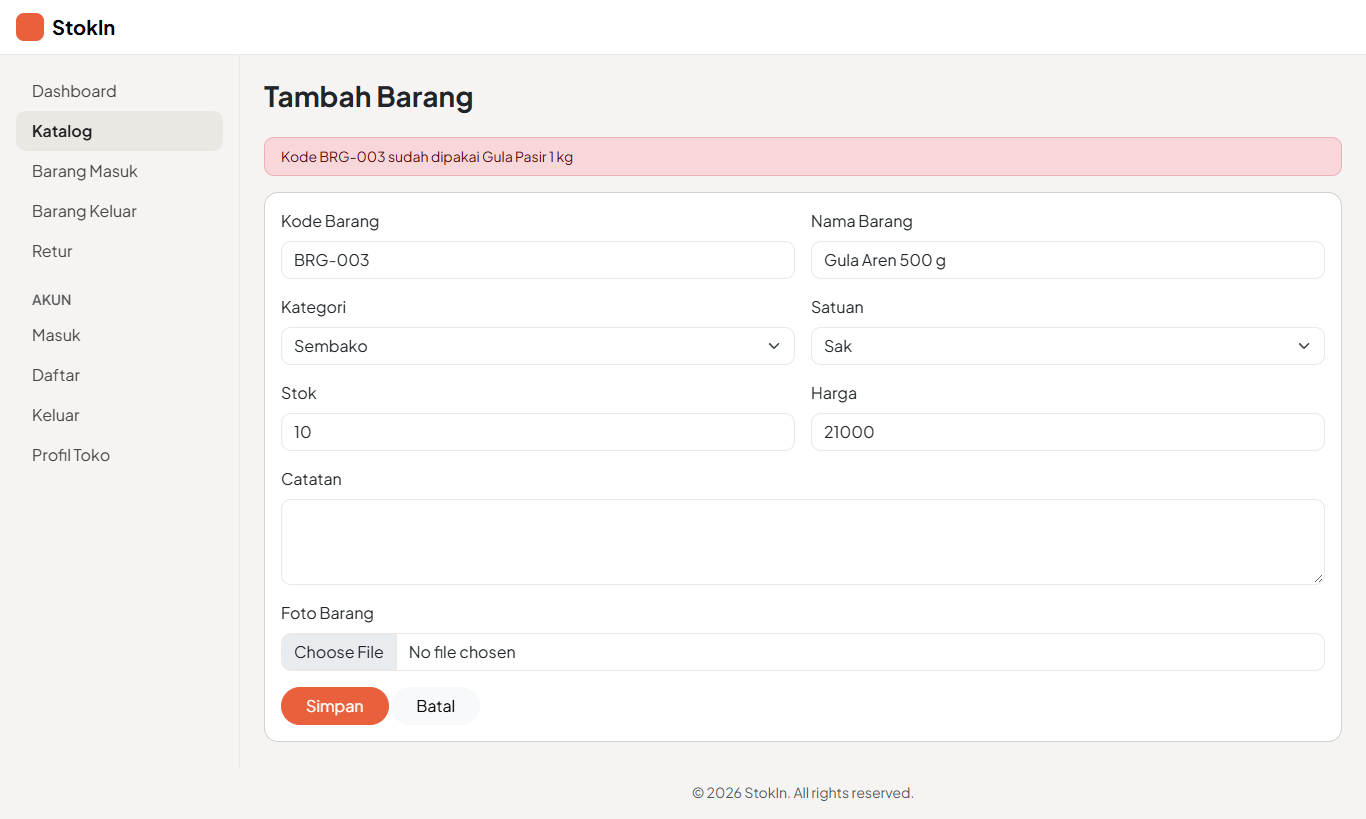 StokIn
Dashboard
Katalog
Barang Masuk
Barang Keluar
Retur
AKUN
Masuk
Daftar
Keluar
Profil Toko
Tambah Barang
Kode BRG-003 sudah dipakai Gula Pasir 1 kg
Kode Barang
BRG-003
Nama Barang
Gula Aren 500 g
Kategori
Sembako
Satuan
Sak
Stok
10
Harga
21000
Catatan
Foto Barang
Choose File No file chosen
Simpan Batal
© 2026 StokIn. All rights reserved.